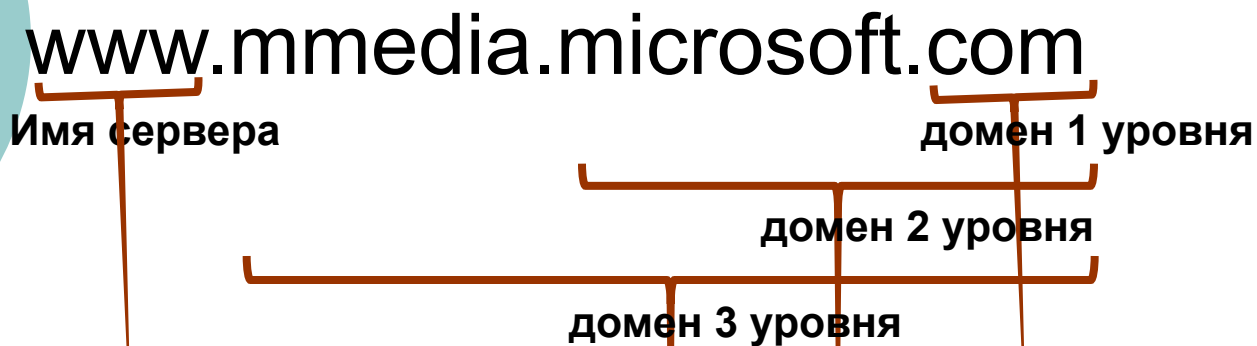 www.mmedia.microsoft.com
Имя сервера
домен 1 уровня
домен 2 уровня
домен 3 уровня